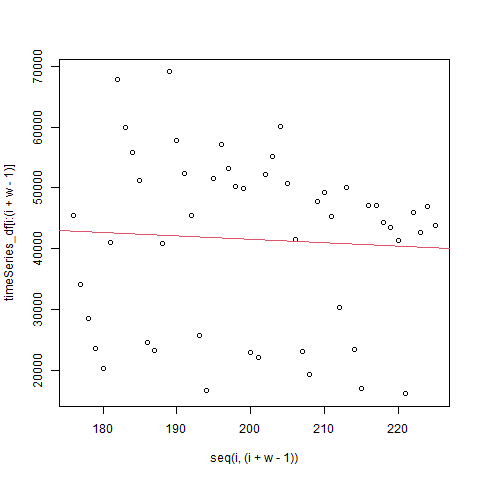 70000
60000
50000
40000
30000
20000
timeSeries_df[i:(i + w - 1)]
180 190 200 210 220
seq(i, (i + w - 1))